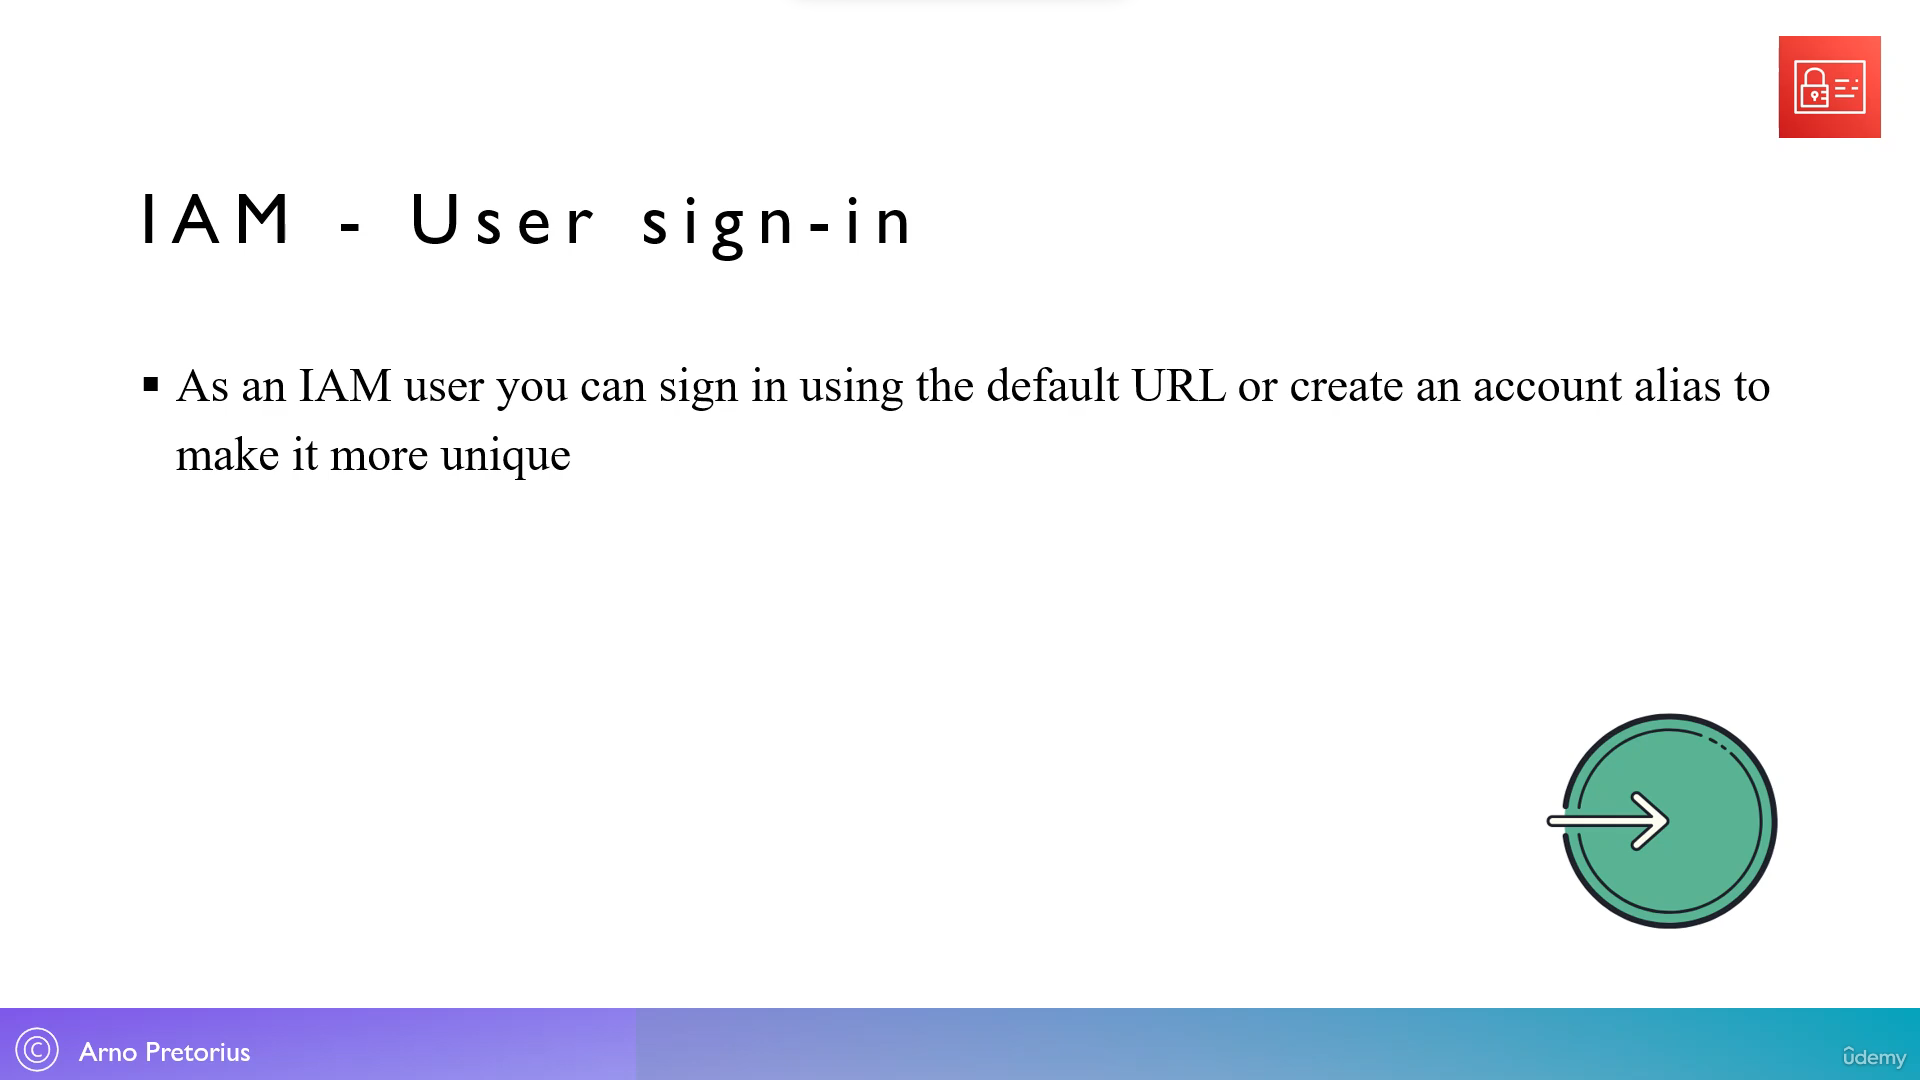 IAM - User sign-in
▪ As an IAM user you can sign in using the default URL or create an account alias to
make it more unique
© Arno Pretorius
ûdemy